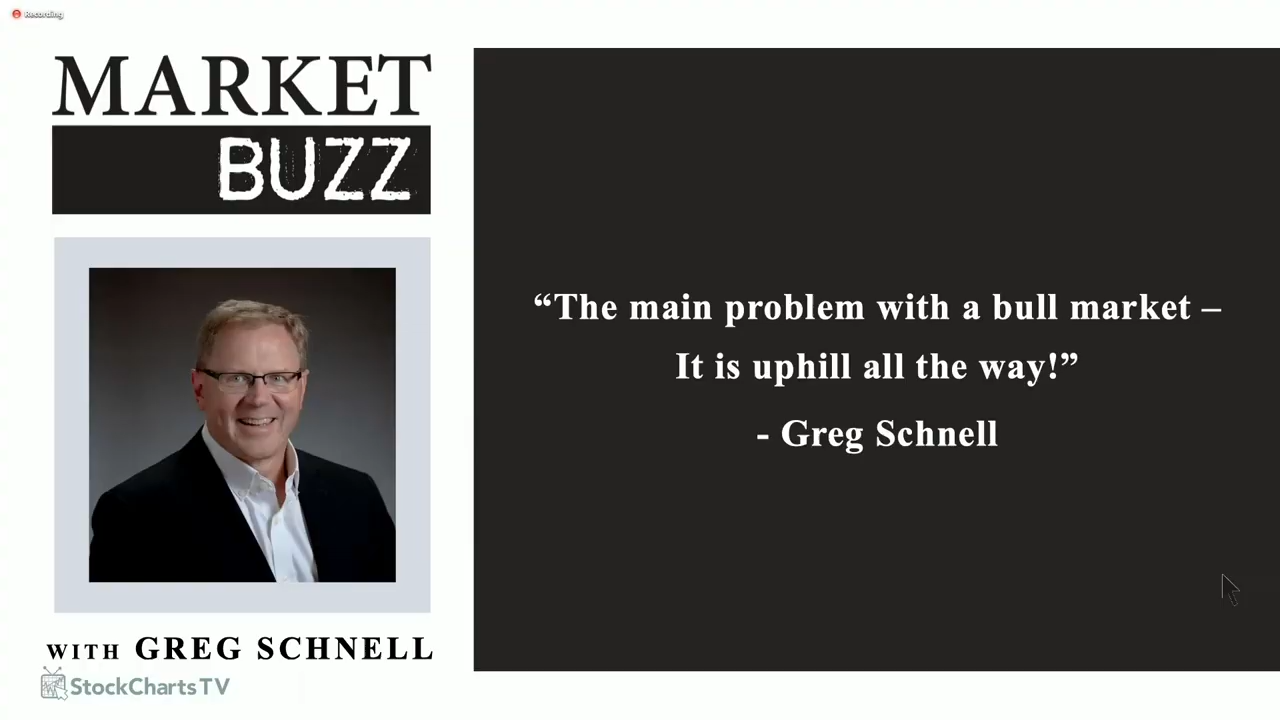 Recording
MARKET
BUZZ
“The main problem with a bull market –
It is uphill all the way!”
- Greg Schnell
WITH GREG SCHNELL
StockChartsTV